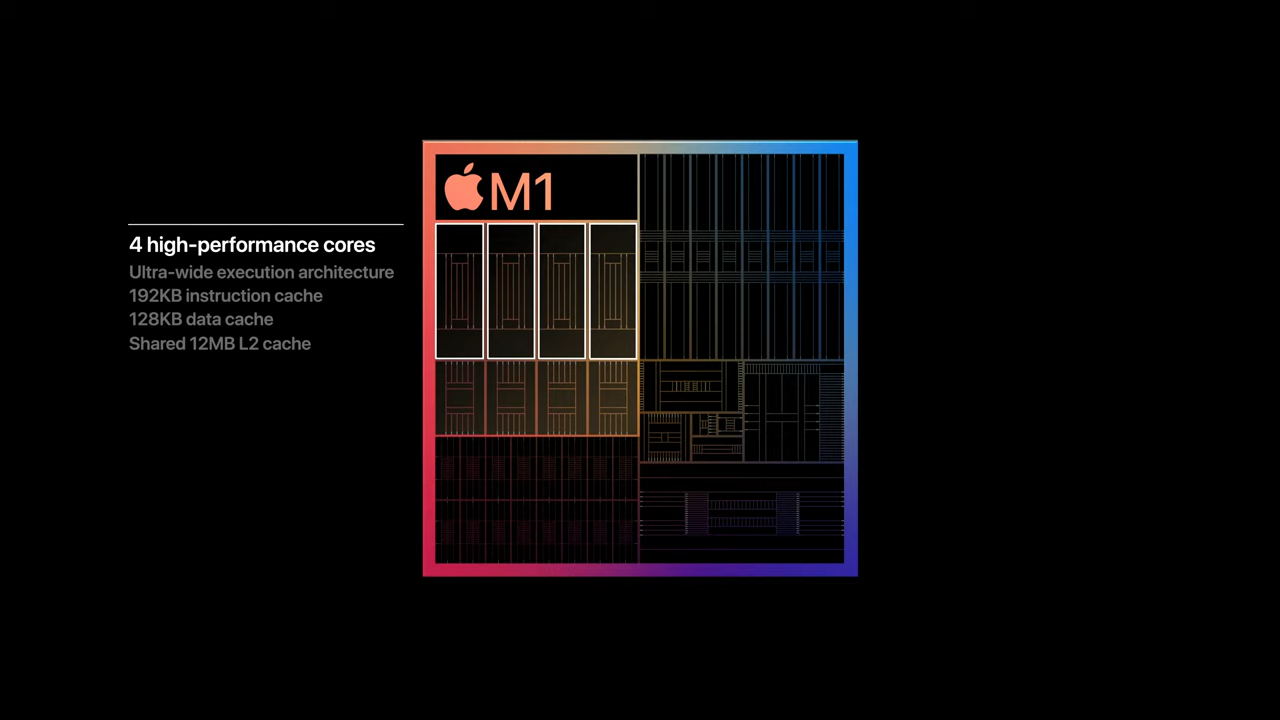 M1
4 high-performance cores
Ultra-wide execution architecture
192KB instruction cache
128KB data cache
Shared 12MB L2 cache